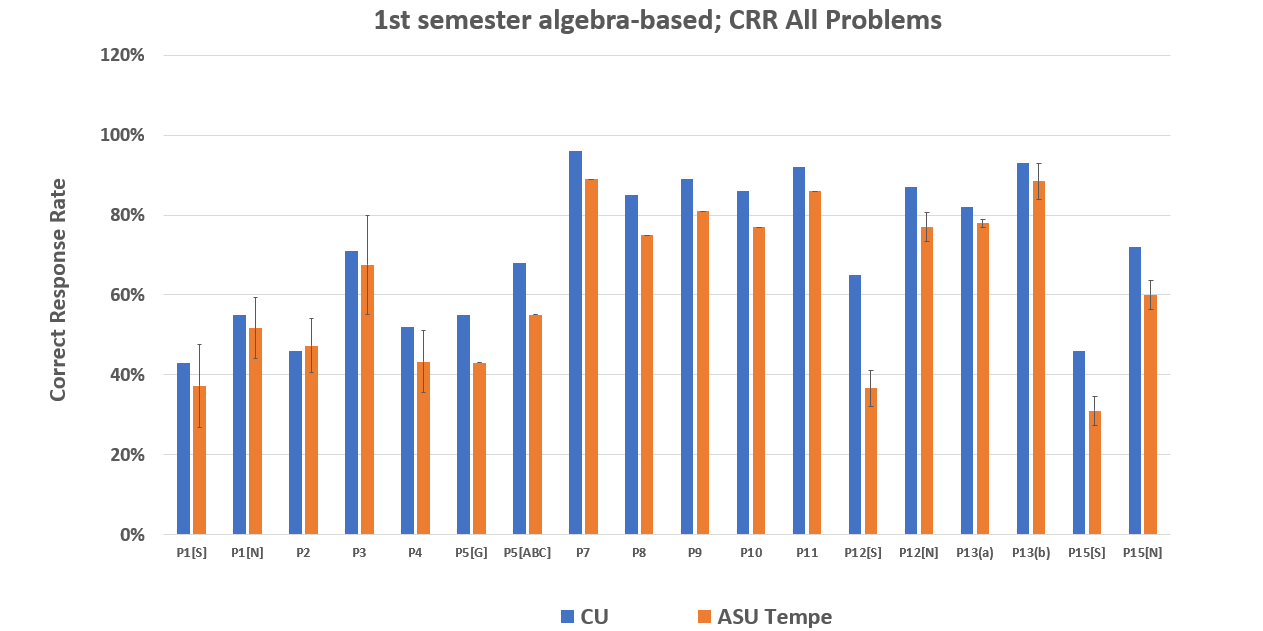 1st semester algebra-based; CRR All Problems
120%
100%
80%
60%
40%
20%
0%
Correct Response Rate
P1[S] P1[N] P2 P3 P4 P5[G] P5[ABC] P7 P8 P9 P10 P11 P12[S] P12[N] P13(a) P13(b) P15[S] P15[N]
CU ASU Tempe